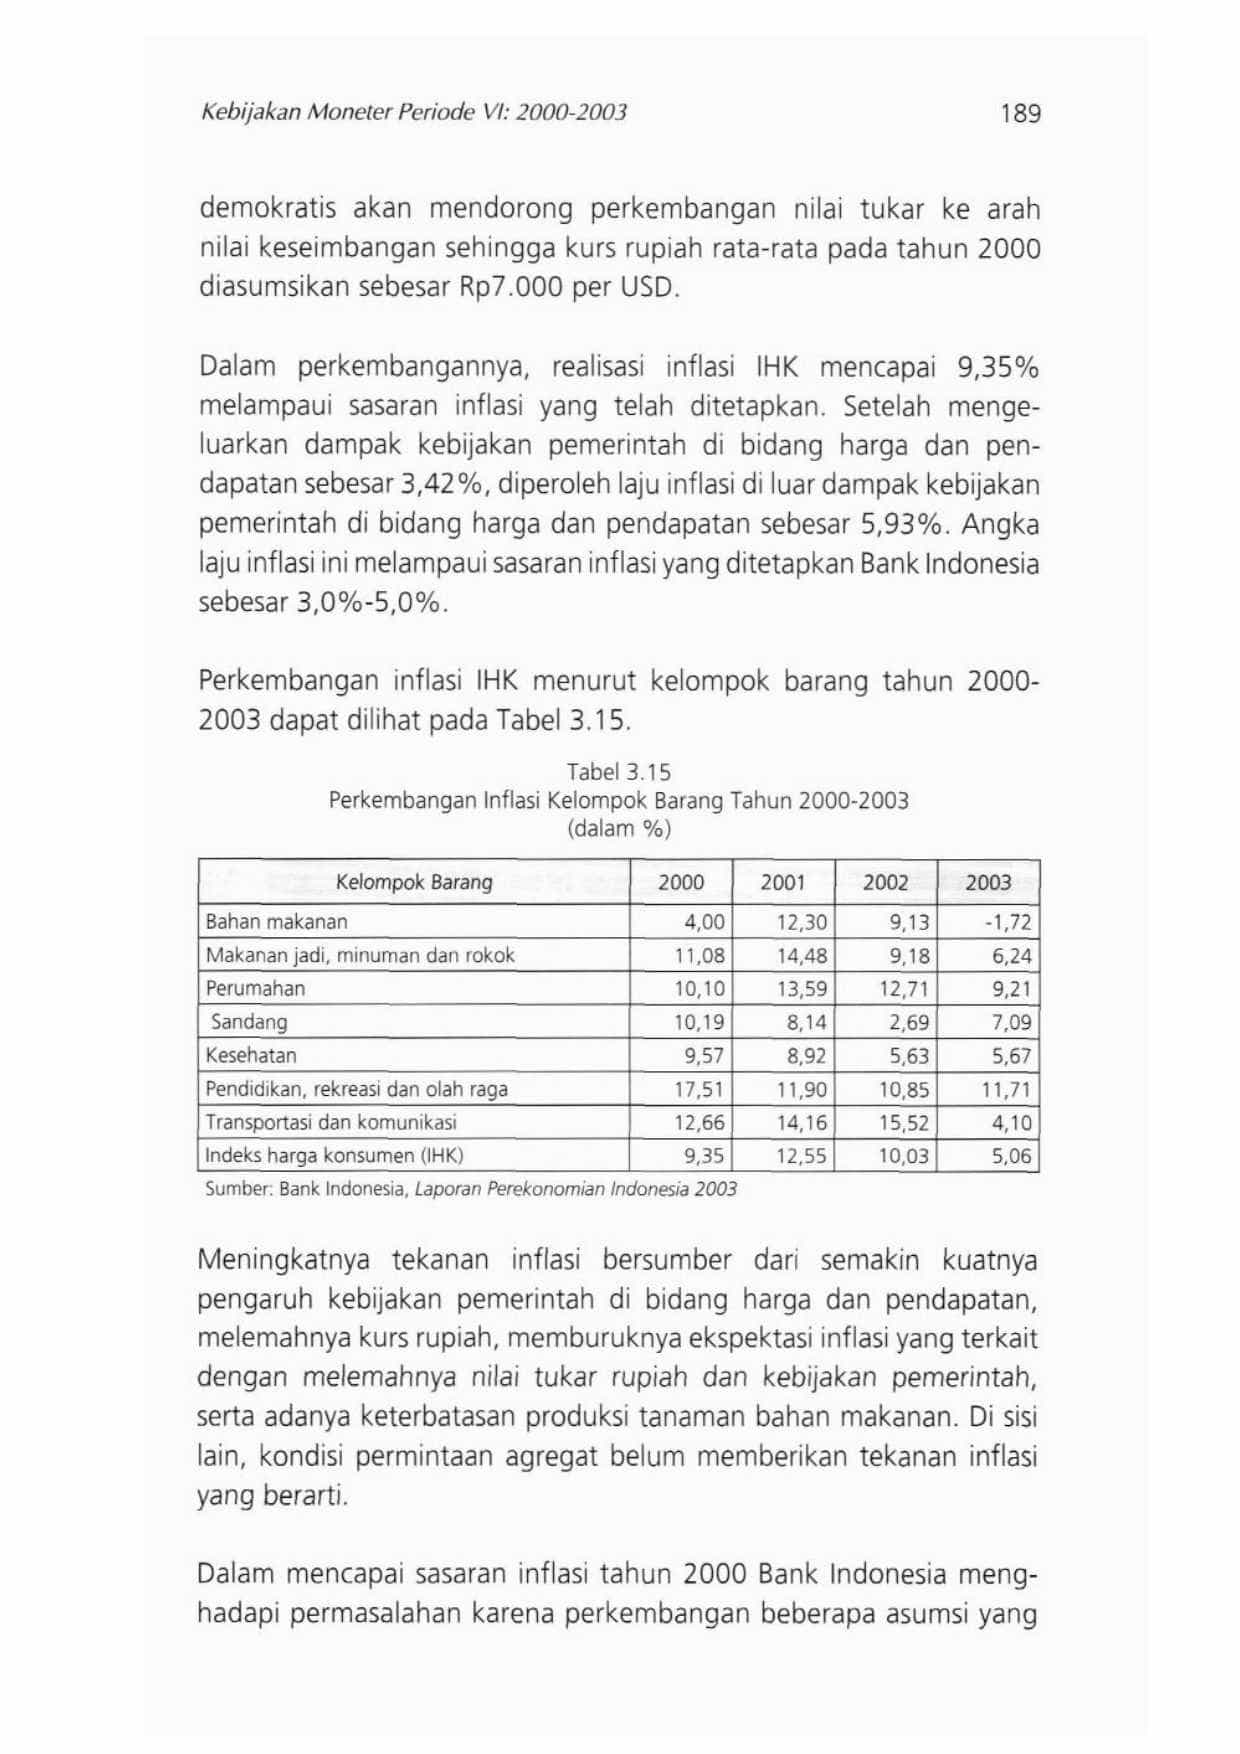 Kebijakan Moneter Periode VI: 2000-2003 189
demokratis akan mendorong perkembangan nilai tukar ke arah
nilai keseimbangan sehingga kurs rupiah rata-rata pada tahun 2000
diasumsikan sebesar Rp7.000 per USD.
Dalam perkembangannya, realisasi inflasi IHK mencapai 9,35%
melampaui sasaran inflasi yang telah ditetapkan. Setelah menge-
luarkan dampak kebijakan pemerintah di bidang harga dan pen-
dapatan sebesar 3,42%, diperoleh laju inflasi di luar dampak kebijakan
pemerintah di bidang harga dan pendapatan sebesar 5,93%. Angka
laju inflasi ini melampaui sasaran inflasi yang ditetapkan Bank Indonesia
sebesar 3,0%-5,0%.
Perkembangan inflasi IHK menurut kelompok barang tahun 2000-
2003 dapat dilihat pada Tabel 3.15.
Tabel 3.15
Perkembangan Inflasi Kelompok Barang Tahun 2000-2003
(dalam %)
Kelompok Barang 2000 2001 2002 2003
Bahan makanan 4,00 12,30 9,13 -1,72
Makanan jadi, minuman dan rokok 11,08 14,48 9,18 6,24
Perumahan 10,10 13,59 12,71 9,21
Sandang 10,19 8,14 2,69 7,09
Kesehatan 9,57 8,92 5,63 5,67
Pendidikan, rekreasi dan olah raga 17,51 11,90 10,85 11,71
Transportasi dan komunikasi 12,66 14,16 15,52 4,10
Indeks harga konsumen (IHK) 9,35 12,55 10,03 5,06
Sumber: Bank Indonesia, Laporan Perekonomian Indonesia 2003
Meningkatnya tekanan inflasi bersumber dari semakin kuatnya
pengaruh kebijakan pemerintah di bidang harga dan pendapatan,
melemahnya kurs rupiah, memburuknya ekspektasi inflasi yang terkait
dengan melemahnya nilai tukar rupiah dan kebijakan pemerintah,
serta adanya keterbatasan produksi tanaman bahan makanan. Di sisi
lain, kondisi permintaan agregat belum memberikan tekanan inflasi
yang berarti.
Dalam mencapai sasaran inflasi tahun 2000 Bank Indonesia meng-
hadapi permasalahan karena perkembangan beberapa asumsi yang